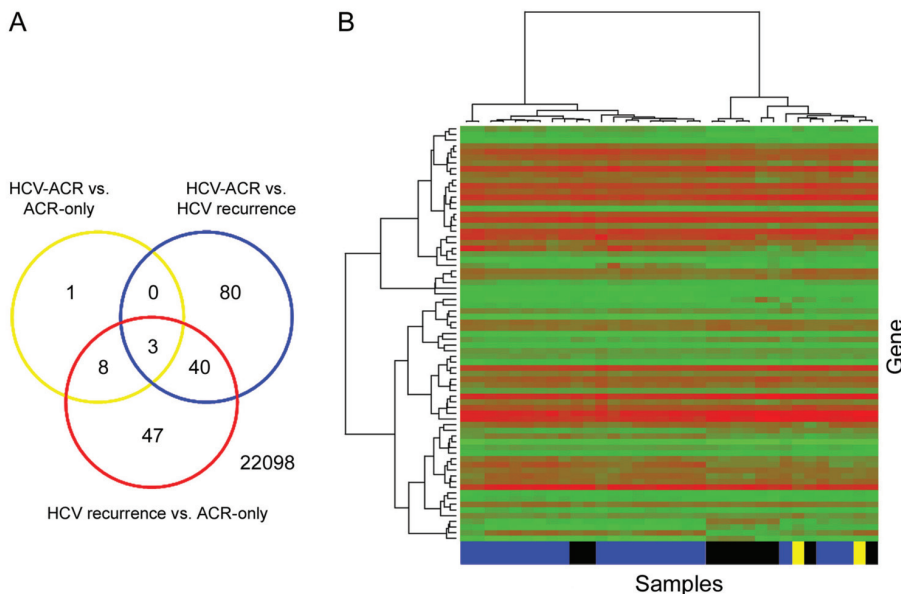 A
B
HCV-ACR vs.
ACR-only
HCV-ACR vs.
HCV recurrence
1
0
80
3
8
40
47
22098
HCV recurrence vs. ACR-only
Gene
Samples